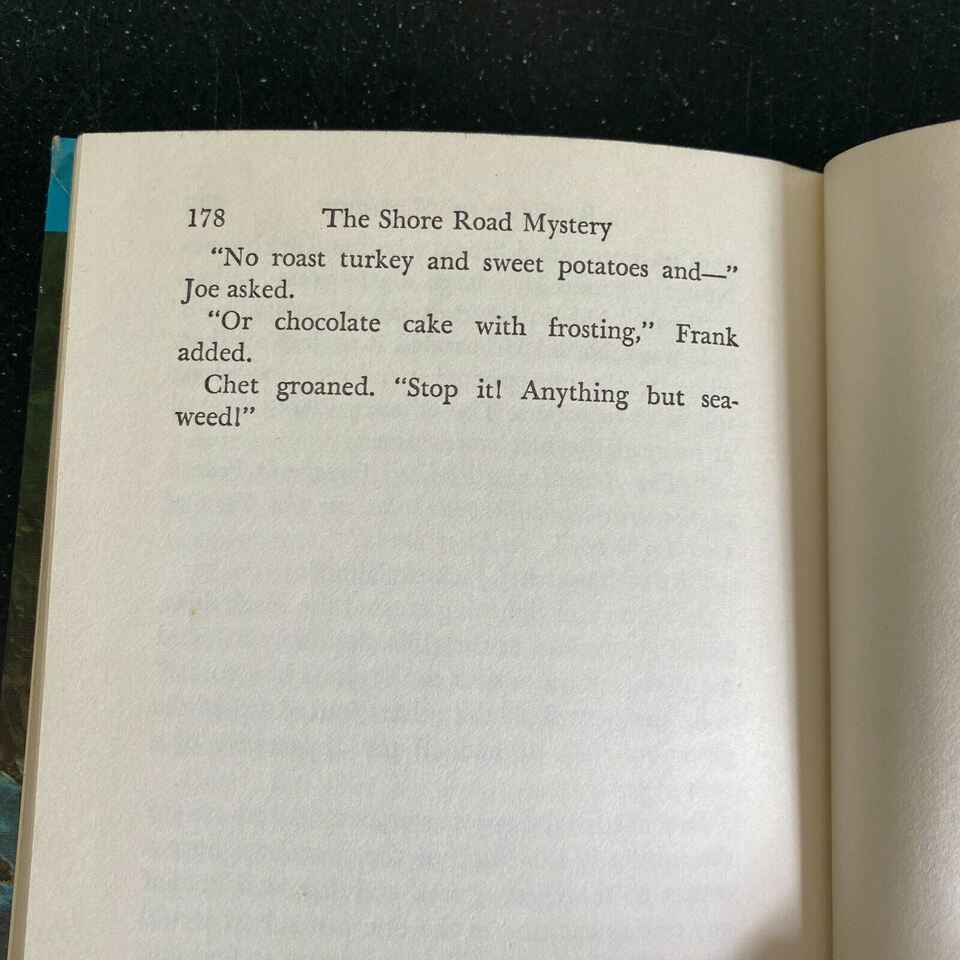 178 The Shore Road Mystery
“No roast turkey and sweet potatoes and—”
Joe asked.
“Or chocolate cake with frosting,” Frank
added.
Chet groaned. “Stop it! Anything but sea-
weed!”